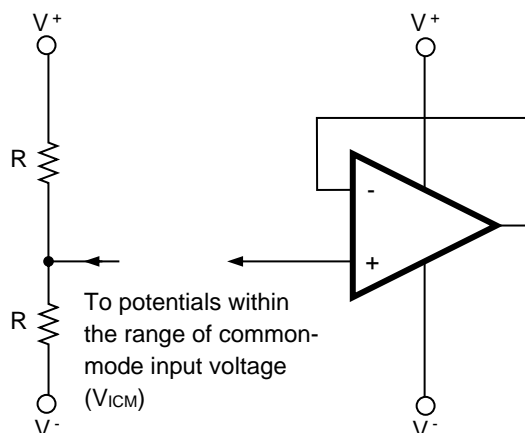 V+
V+
R
-
+
R
To potentials within
the range of common-
mode input voltage
(VICM)
V-
V-